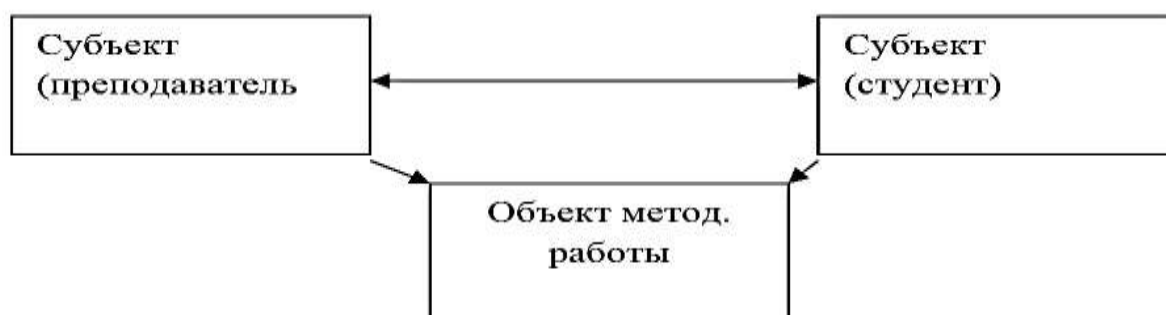 Субъект
(преподаватель
Субъект
(студент)
Объект метод.
работы